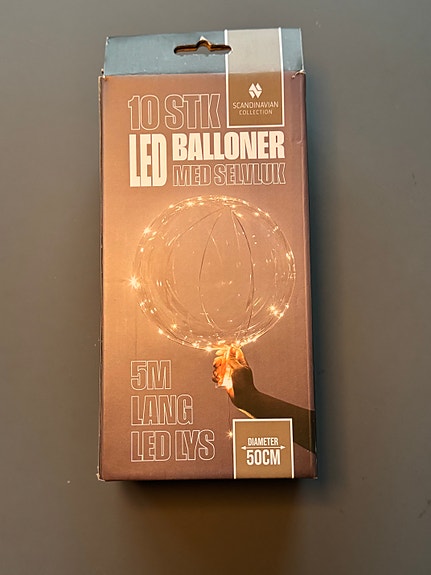 SCANDINAVIAN
COLLECTION
10 STK
LED BALLONER
MED SELVLUK
5M
LANG
LED LYS
DIAMETER
50CM